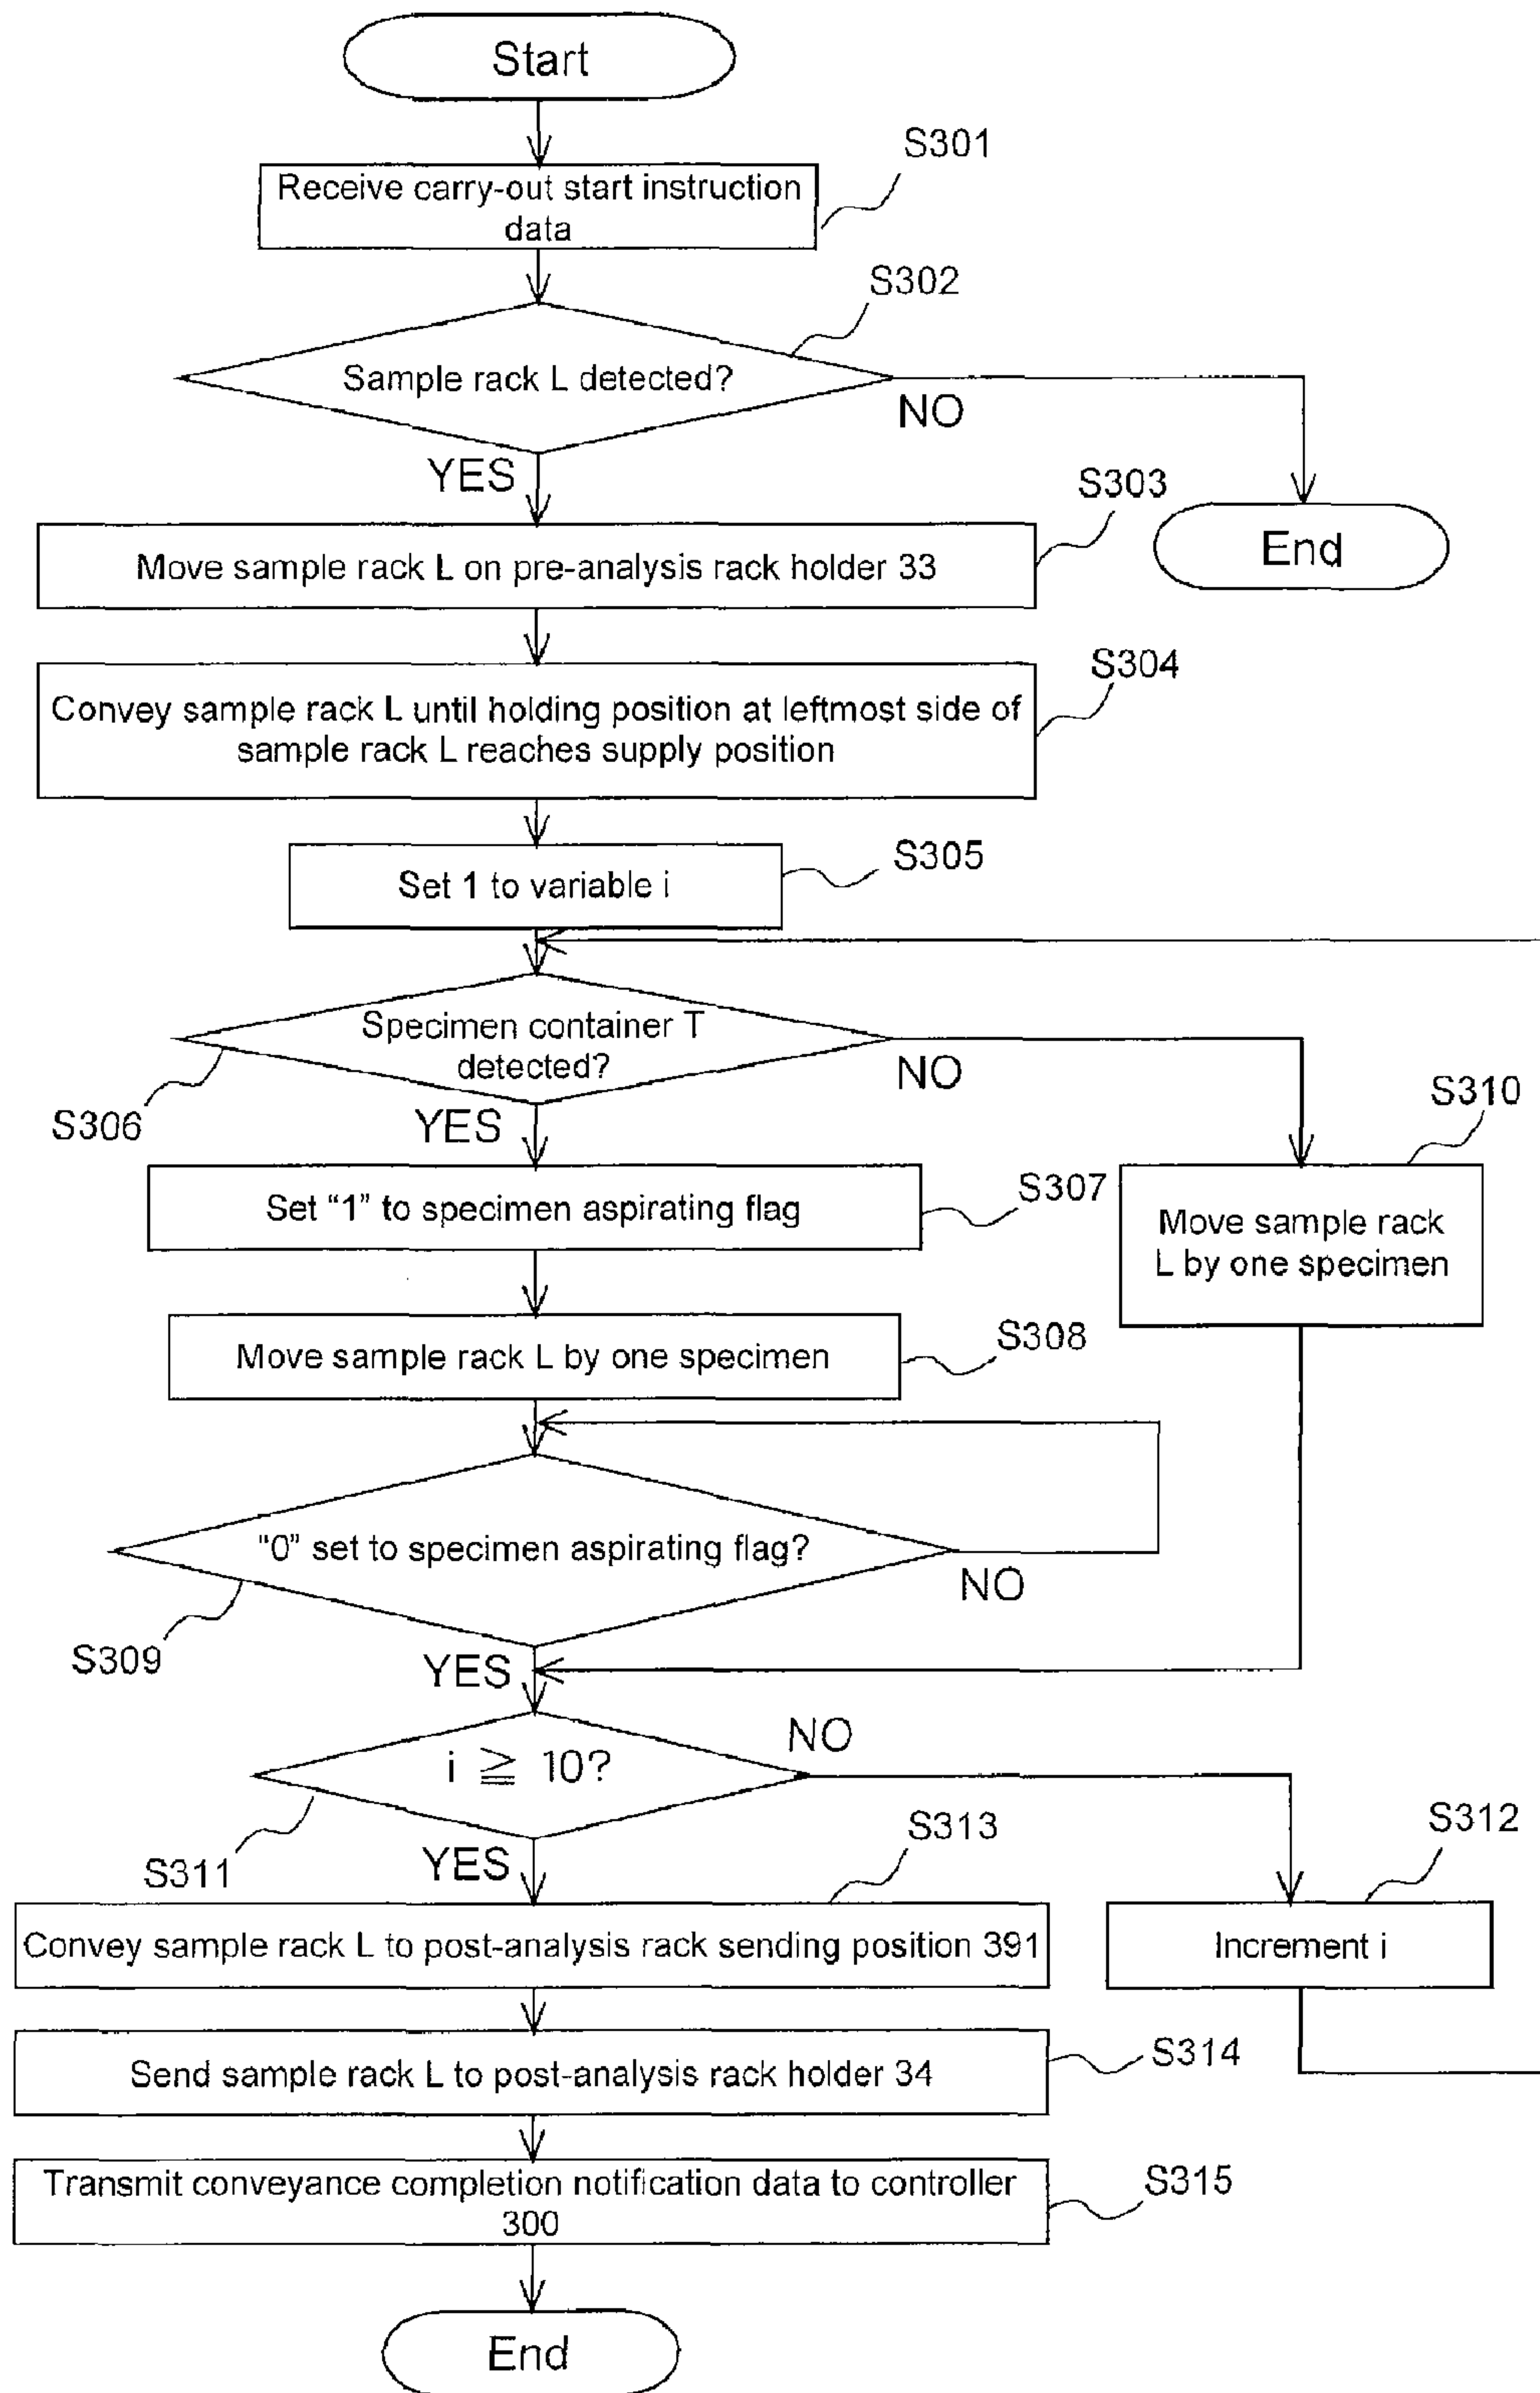 Start
S301
Receive carry-out start instruction
data
S302
Sample rack L detected?
NO
YES
S303
End
Move sample rack L on pre-analysis rack holder 33
S304
Convey sample rack L until holding position at leftmost side of
sample rack L reaches supply position
S305
Set 1 to variable i
Specimen container T
detected?
NO
S306
YES
S310
S307
Set “1” to specimen aspirating flag
Move sample rack
L by one specimen
S308
Move sample rack L by one specimen
“0” set to specimen aspirating flag?
NO
S309
YES
NO
i ≧ 10?
S311
YES
S313
S312
Convey sample rack L to post-analysis rack sending position 391
Increment i
S314
Send sample rack L to post-analysis rack holder 34
S315
Transmit conveyance completion notification data to controller
300
End